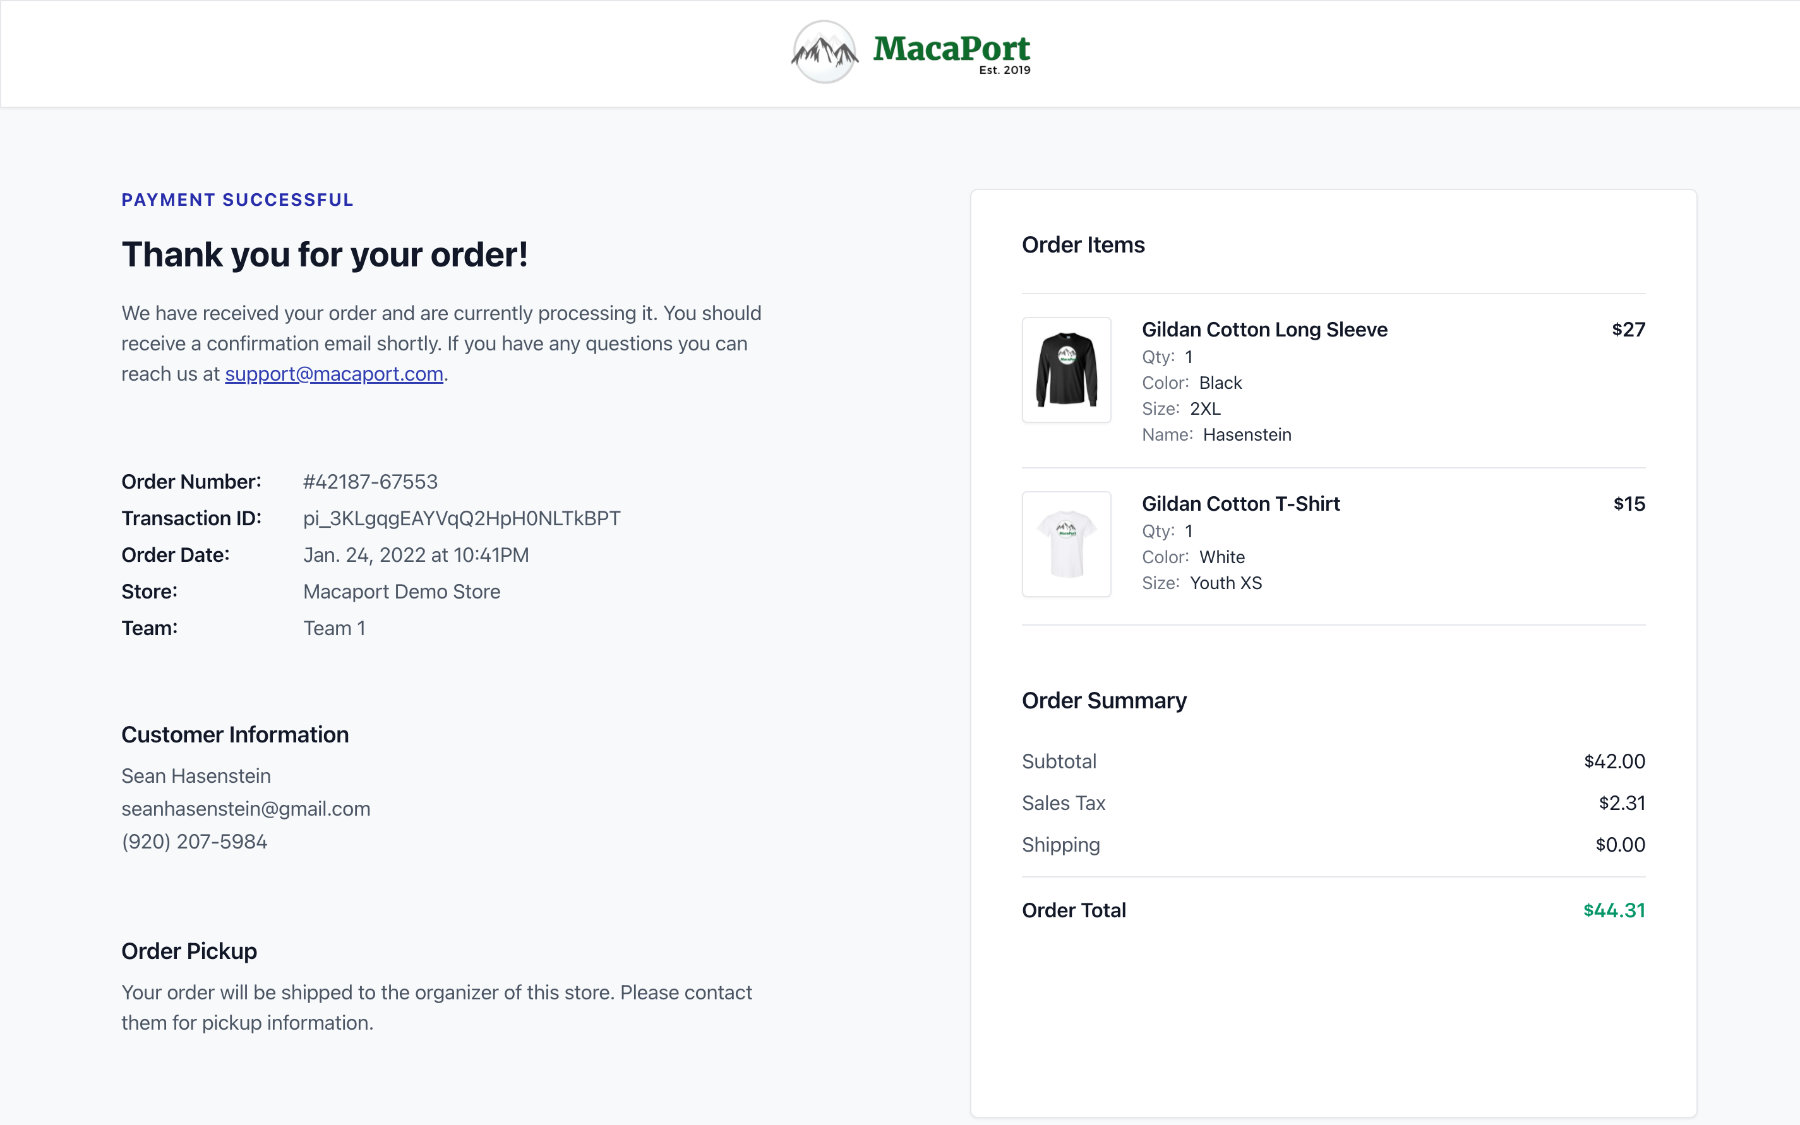 MacaPort
Est. 2019
PAYMENT SUCCESSFUL
Thank you for your order!
We have received your order and are currently processing it. You should
receive a confirmation email shortly. If you have any questions you can
reach us at support@macaport.com.
Order Number: #42187-67553
Transaction ID: pi_3KLgqgEAYVqQ2HpH0NLTkBPT
Order Date: Jan. 24, 2022 at 10:41PM
Store: Macaport Demo Store
Team: Team 1
Customer Information
Sean Hasenstein
seanhasenstein@gmail.com
(920) 207-5984
Order Pickup
Your order will be shipped to the organizer of this store. Please contact
them for pickup information.
Order Items
MacaPort
Gildan Cotton Long Sleeve $27
Qty: 1
Color: Black
Size: 2XL
Name: Hasenstein
MacaPort
Gildan Cotton T-Shirt $15
Qty: 1
Color: White
Size: Youth XS
Order Summary
Subtotal $42.00
Sales Tax $2.31
Shipping $0.00
Order Total $44.31